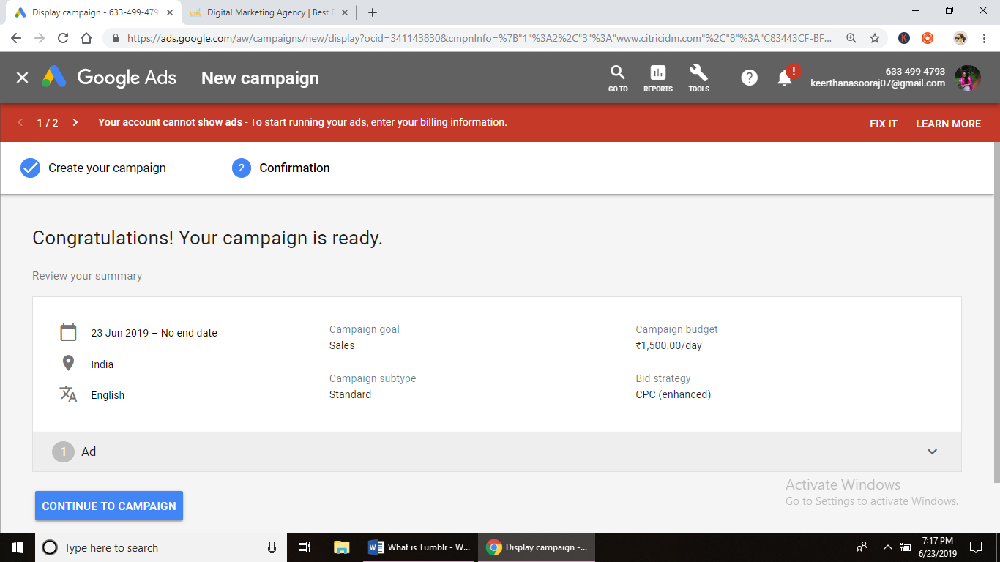 Display campaign - 633-499-479
Digital Marketing Agency | Best D
https://ads.google.com/aw/campaigns/new/display?ocid=341143830&cmpnInfo=%7B"1"%3A2%2C"3"%3A"www.citricidm.com"%2C"8"%3A"C83443CF-BF...
Google Ads
New campaign
GO TO
REPORTS
TOOLS
633-499-4793
keerthanasooraj07@gmail.com
1 / 2
Your account cannot show ads - To start running your ads, enter your billing information.
FIX IT
LEARN MORE
Create your campaign
2
Confirmation
Congratulations! Your campaign is ready.
Review your summary
23 Jun 2019 – No end date
India
English
Campaign goal
Sales
Campaign subtype
Standard
Campaign budget
₹1,500.00/day
Bid strategy
CPC (enhanced)
1
Ad
CONTINUE TO CAMPAIGN
Activate Windows
Go to Settings to activate Windows.
Type here to search
What is Tumblr - W...
Display campaign -...
7:17 PM
6/23/2019